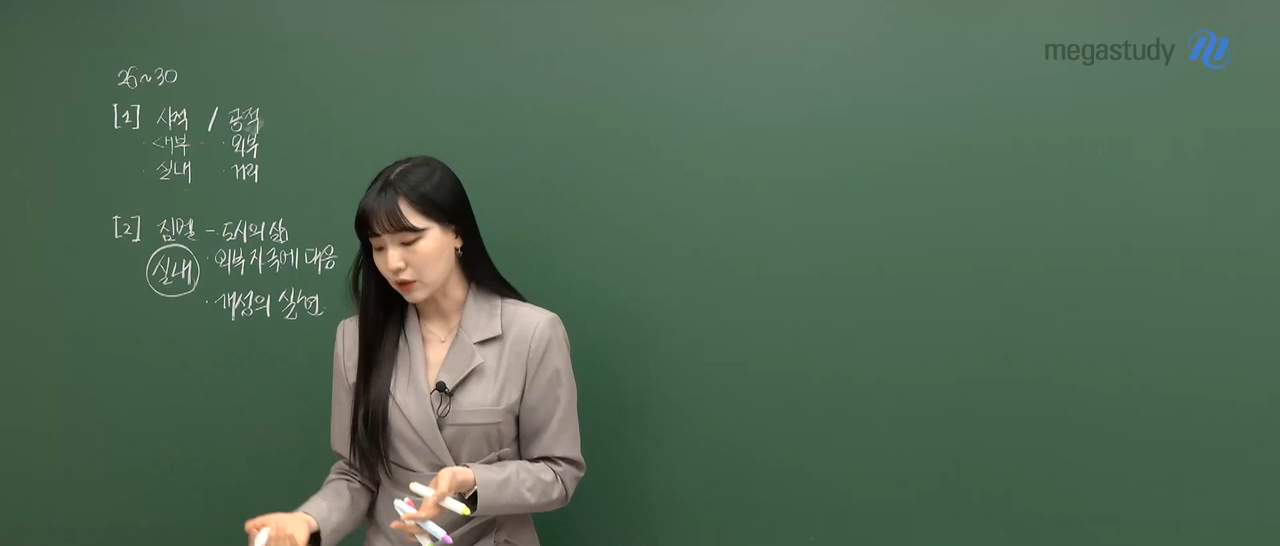 megastudy
26~30
[1] 사적 / 공적
· 내부 · 외부
· 실내 · 거리
[2] 짐멜 - 도시의 삶
실내 · 외부 자극에 대응
· 개성의 실현